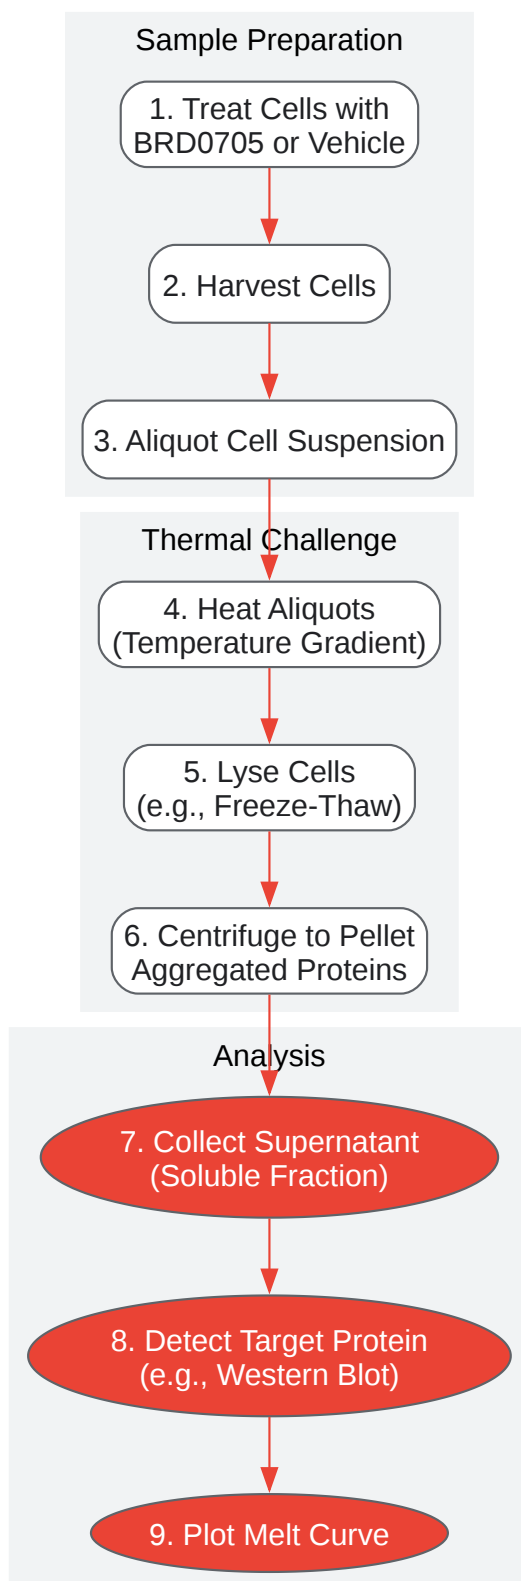 Sample Preparation
1. Treat Cells with
BRD0705 or Vehicle
2. Harvest Cells
3. Aliquot Cell Suspension
Thermal Challenge
4. Heat Aliquots
(Temperature Gradient)
5. Lyse Cells
(e.g., Freeze-Thaw)
6. Centrifuge to Pellet
Aggregated Proteins
Analysis
7. Collect Supernatant
(Soluble Fraction)
8. Detect Target Protein
(e.g., Western Blot)
9. Plot Melt Curve